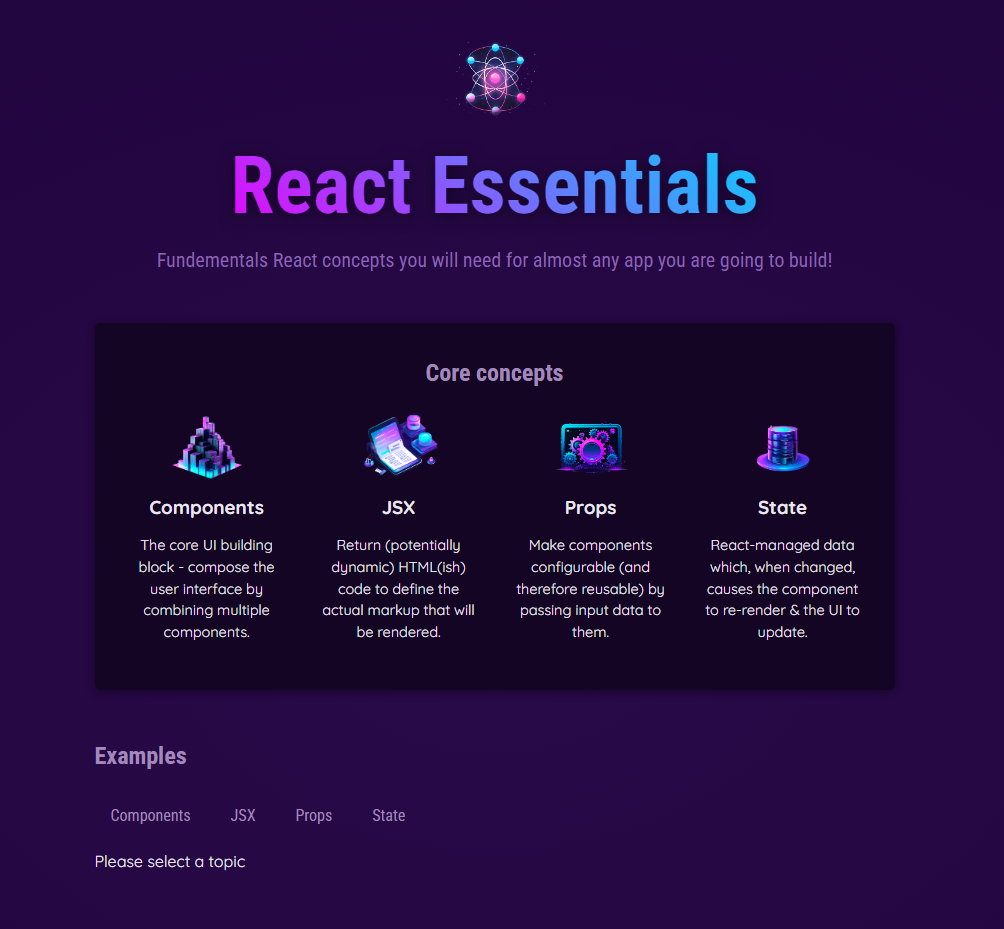 React Essentials
Fundementals React concepts you will need for almost any app you are going to build!
Core concepts
Components
The core UI building
block - compose the
user interface by
combining multiple
components.
JSX
Return (potentially
dynamic) HTML(ish)
code to define the
actual markup that will
be rendered.
Props
Make components
configurable (and
therefore reusable) by
passing input data to
them.
State
React-managed data
which, when changed,
causes the component
to re-render & the UI to
update.
Examples
Components JSX Props State
Please select a topic